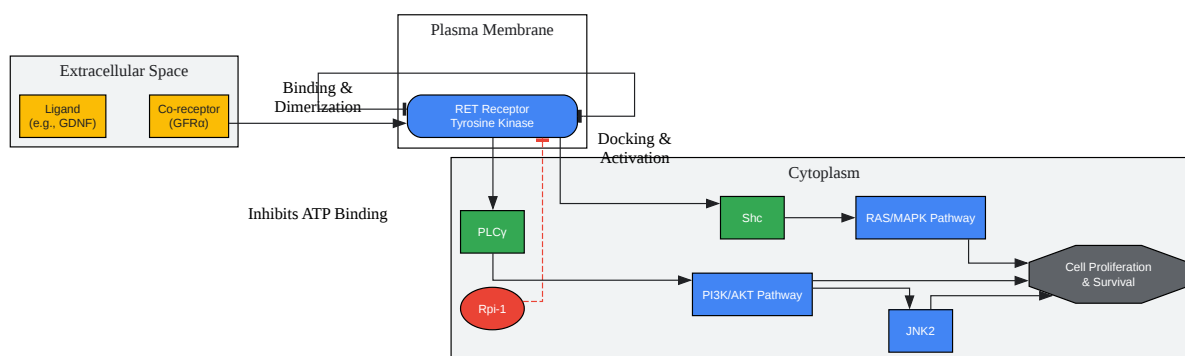 Plasma Membrane
Extracellular Space
Ligand
(e.g., GDNF)
Co-receptor
(GFRα)
Binding &
Dimerization
RET Receptor
Tyrosine Kinase
Docking &
Activation
Cytoplasm
Inhibits ATP Binding
PLCγ
Shc
RAS/MAPK Pathway
Cell Proliferation
& Survival
Rpi-1
PI3K/AKT Pathway
JNK2